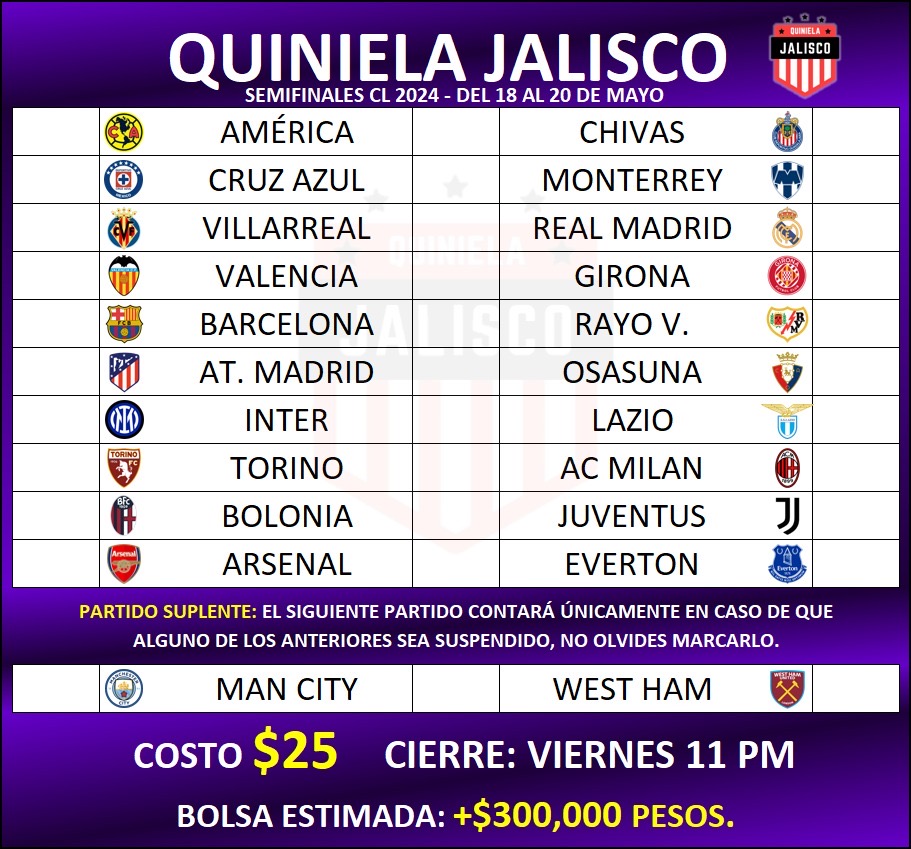 QUINIELA JALISCO
QUINIELA
JALISCO
SEMIFINALES CL 2024 - DEL 18 AL 20 DE MAYO
AMÉRICA CHIVAS
CRUZ AZUL MONTERREY
VILLARREAL REAL MADRID
VALENCIA GIRONA
BARCELONA RAYO V.
AT. MADRID OSASUNA
INTER LAZIO
TORINO AC MILAN
BOLONIA JUVENTUS
ARSENAL EVERTON
QUINIELA
JALISCO
PARTIDO SUPLENTE: EL SIGUIENTE PARTIDO CONTARÁ ÚNICAMENTE EN CASO DE QUE
ALGUNO DE LOS ANTERIORES SEA SUSPENDIDO, NO OLVIDES MARCARLO.
MAN CITY WEST HAM
COSTO $25 CIERRE: VIERNES 11 PM
BOLSA ESTIMADA: +$300,000 PESOS.